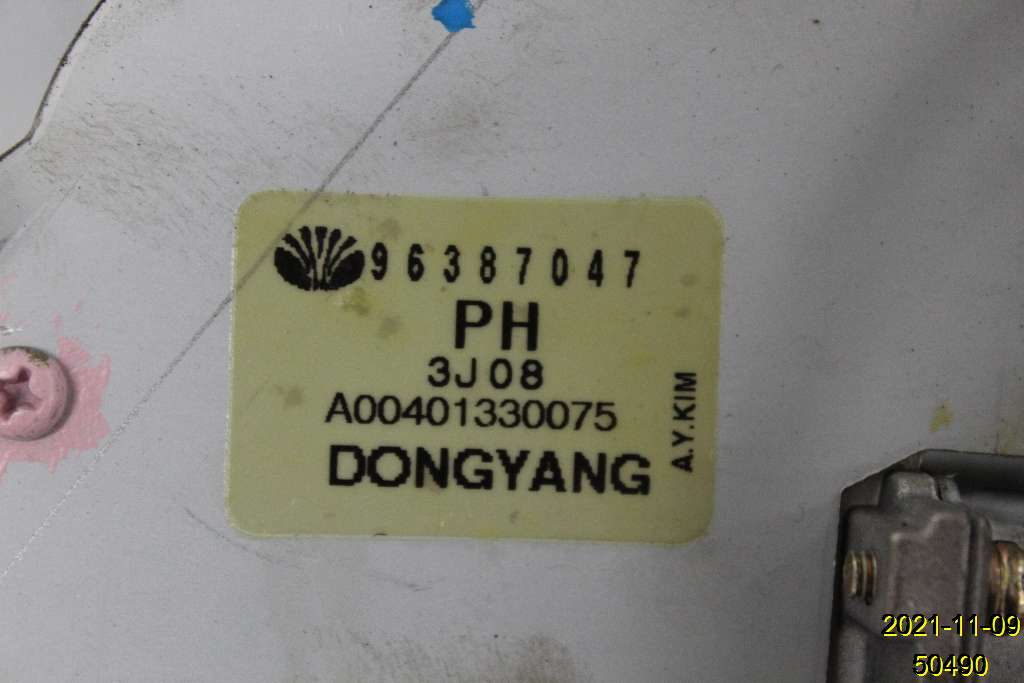 96387047
PH
3J08
A00401330075
DONGYANG
A.Y.KIM
2021-11-09
50490